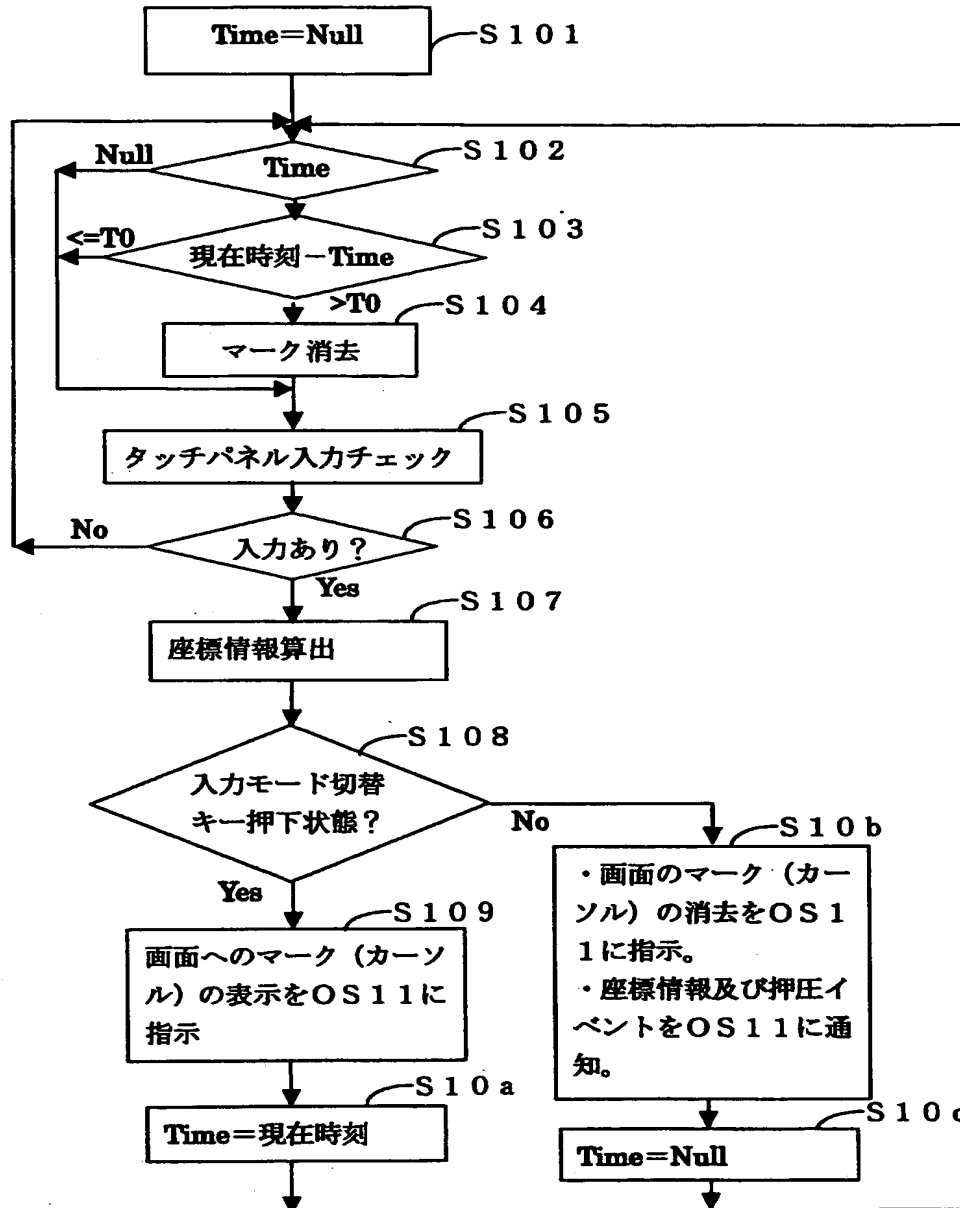 Time=Null
S101
Null
Time
S102
<=T0
現在時刻-Time
S103
>T0
S104
マーク消去
S105
タッチパネル入力チェック
No
入力あり?
S106
Yes
S107
座標情報算出
S108
入力モード切替
キー押下状態?
No
Yes
S109
画面へのマーク(カーソ
ル)の表示をOS11に
指示
S10a
Time=現在時刻
S10b
・画面のマーク(カー
ソル)の消去をOS1
1に指示。
・座標情報及び押圧イ
ベントをOS11に通
知。
S10c
Time=Null